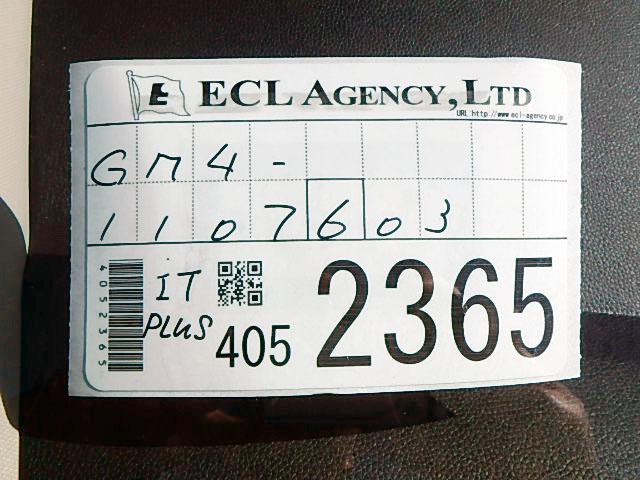 E ECL AGENCY, LTD
URL:http://www.ecl-agency.co.jp
GM4-
1107603
4052365
IT
PLUS
405 2365